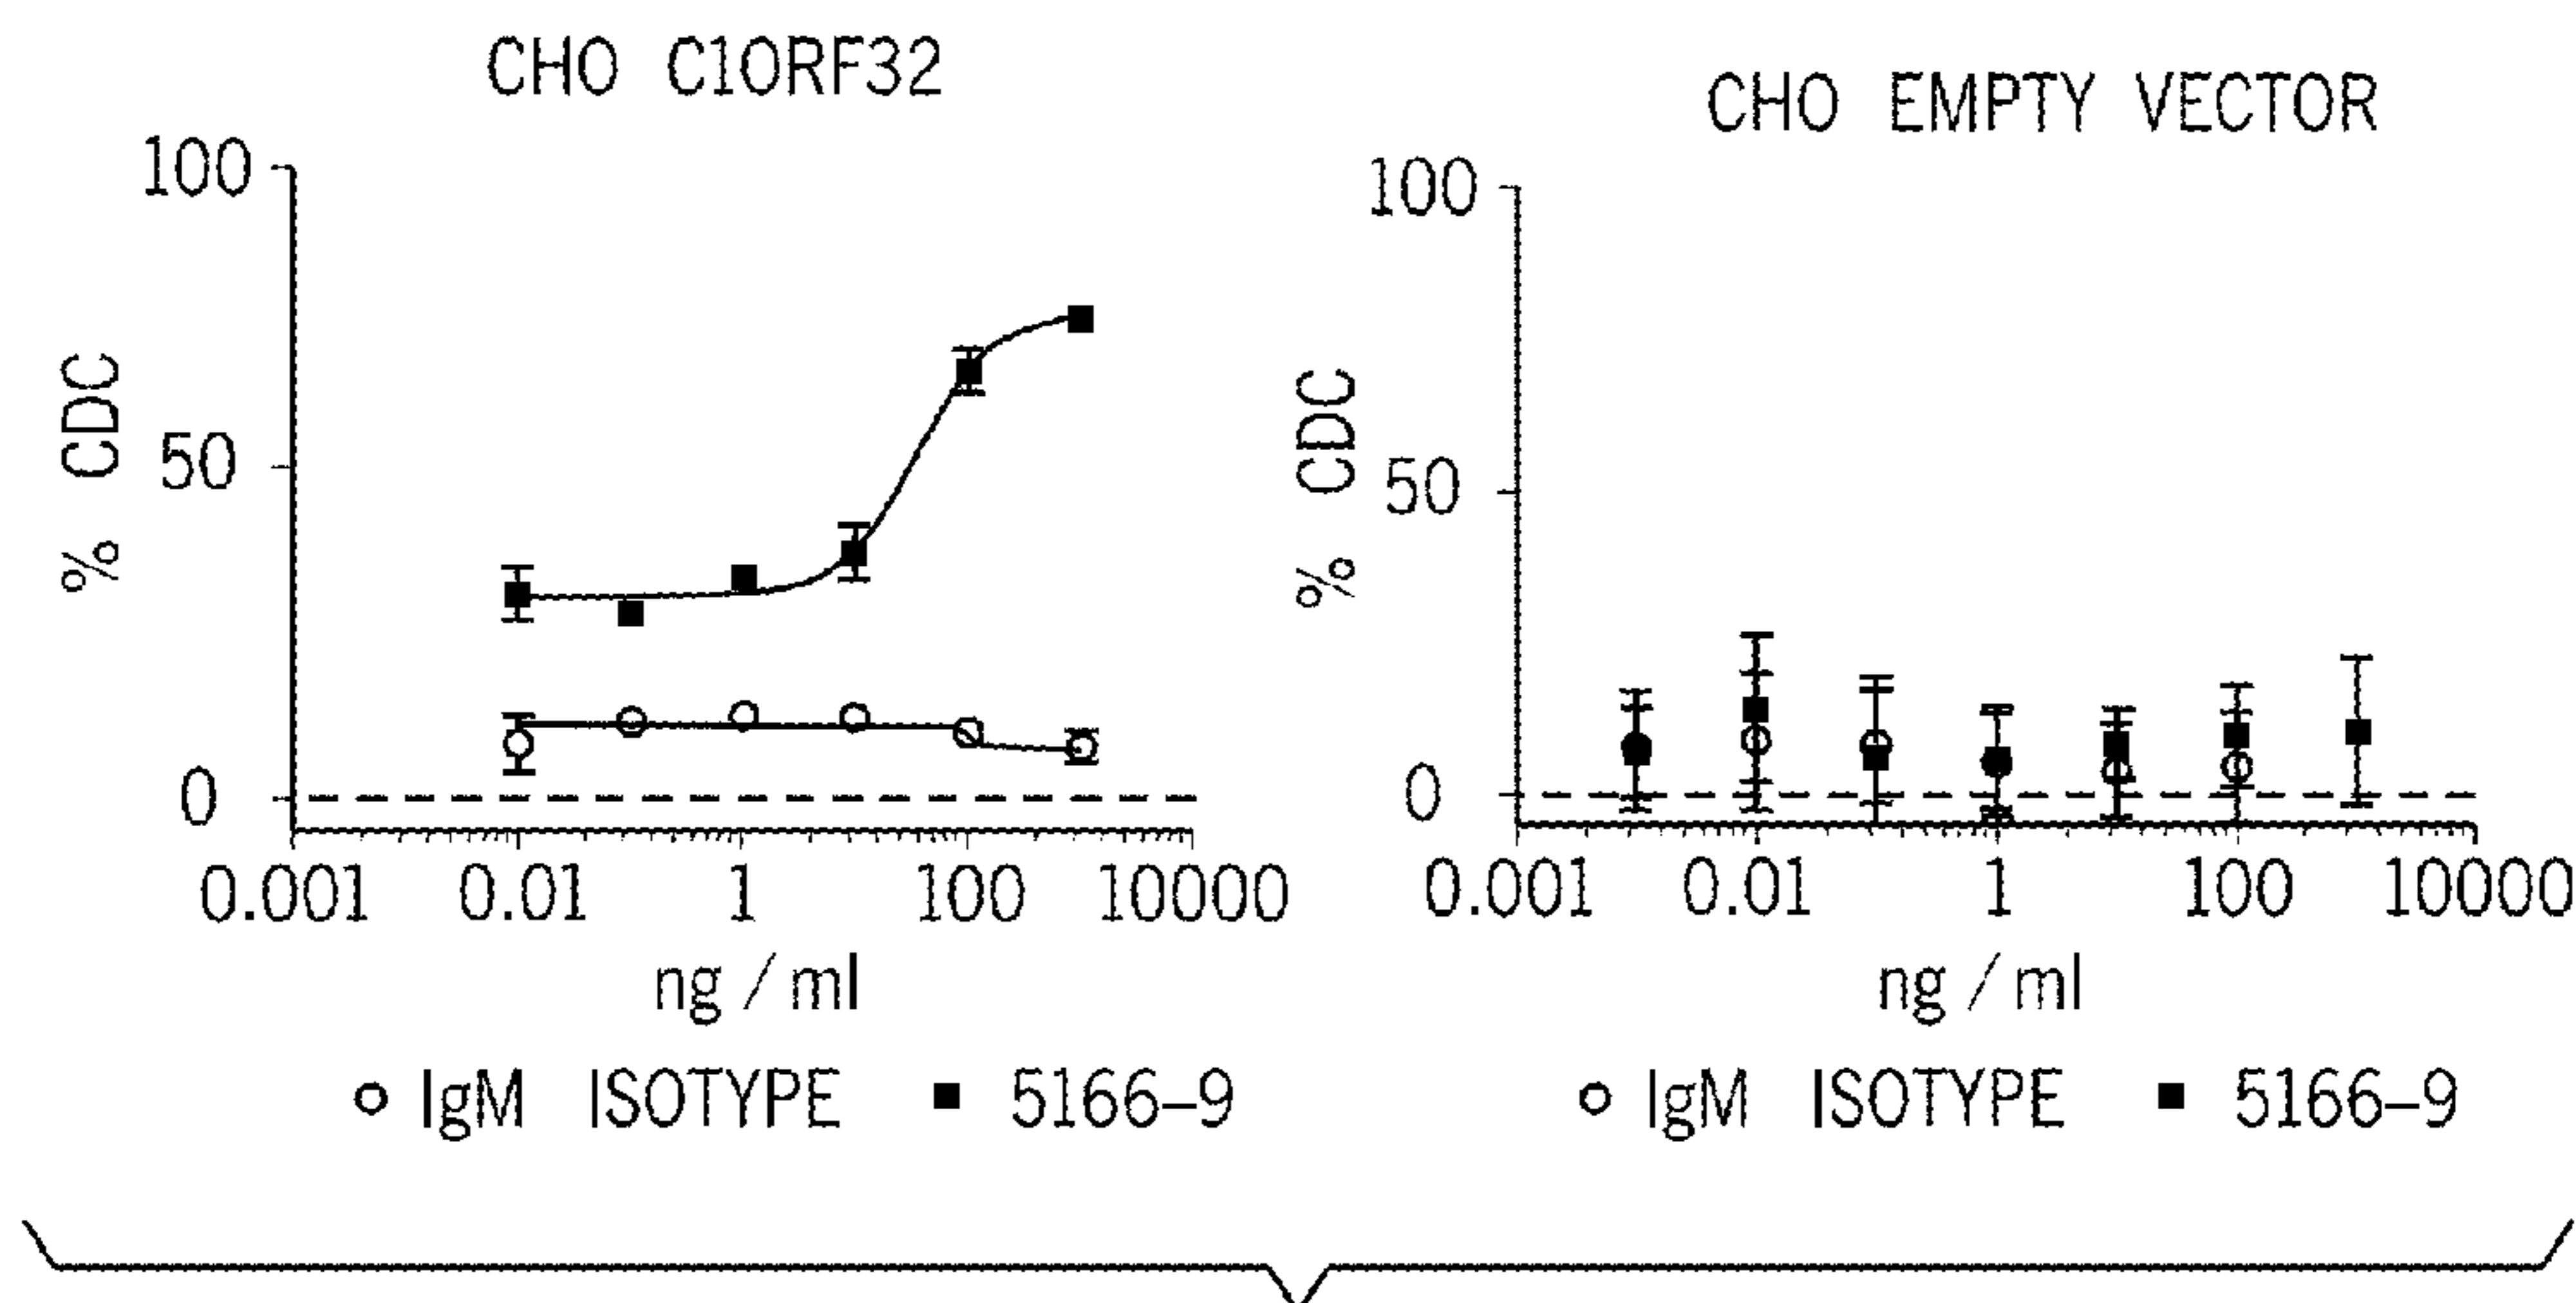 CHO C1ORF32
100
50
0
% CDC
0.001 0.01 1 100 10000
ng / ml
IgM ISOTYPE 5166-9
CHO EMPTY VECTOR
100
50
0
% CDC
0.001 0.01 1 100 10000
ng / ml
IgM ISOTYPE 5166-9